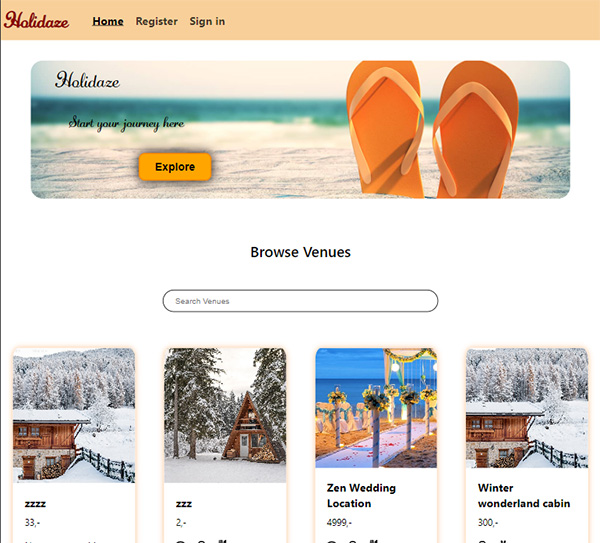 Holidaze Home Register Sign in
Holidaze
Start your journey here
Explore
Browse Venues
Search Venues
zzzz
33,-
zzz
2,-
Zen Wedding
Location
4999,-
Winter
wonderland cabin
300,-